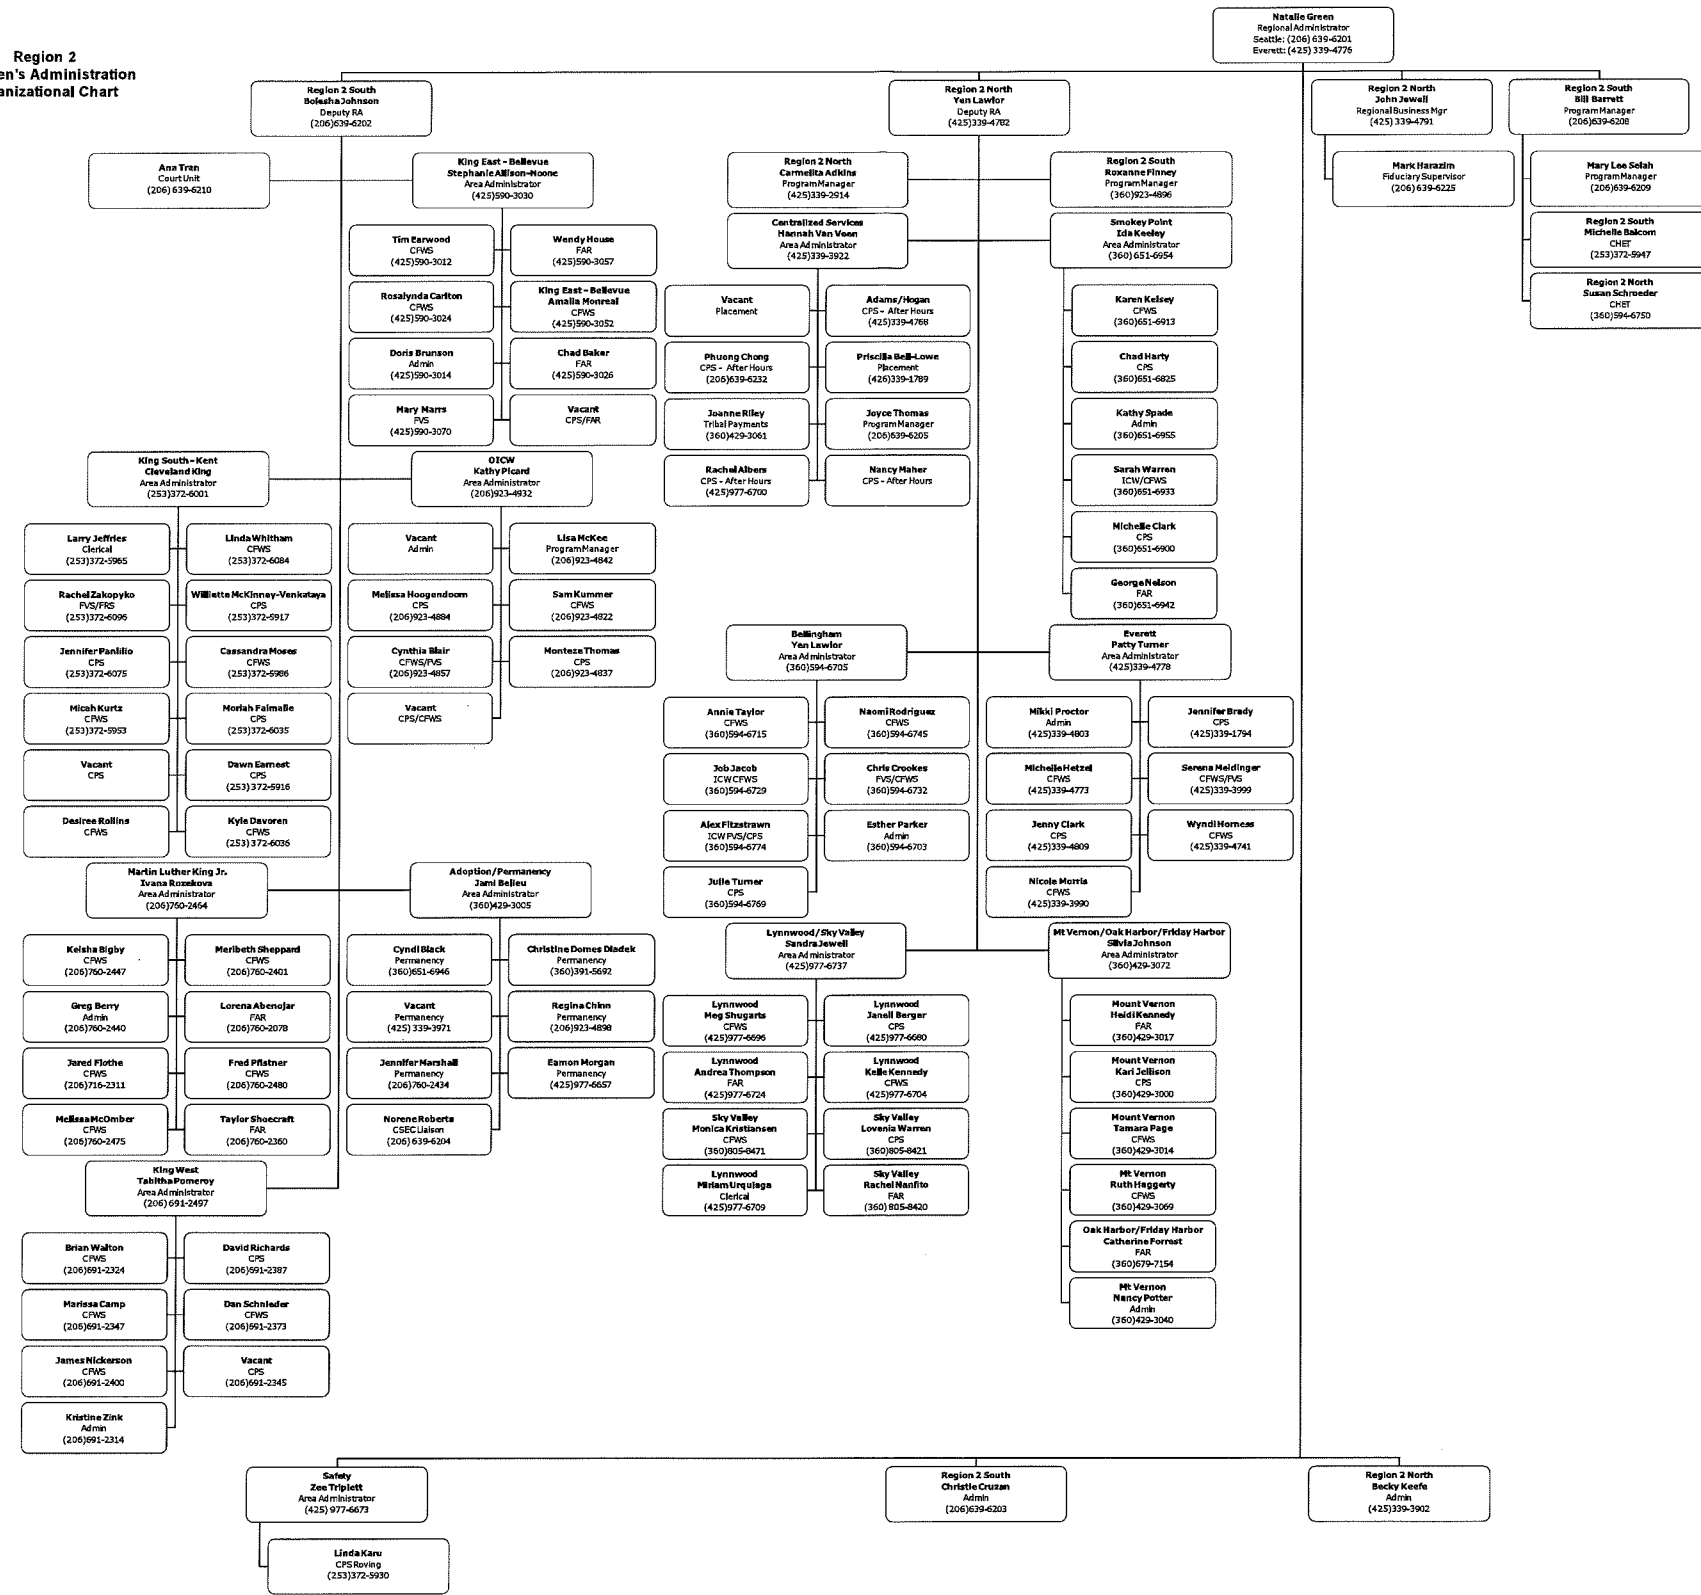 Region 2
en's Administration
anizational Chart
Natalie Green
Regional Administrator
Seattle: (206) 639-6201
Everett: (425) 339-4776
Region 2 South
Bolesha Johnson
Deputy RA
(206)639-6202
Region 2 North
Yen Lawlor
Deputy RA
(425)339-4782
Region 2 North
John Jewell
Regional Business Mgr
(425) 339-4791
Region 2 South
Bill Barrett
Program Manager
(206)639-6208
Mark Harazim
Fiduciary Supervisor
(206) 639-6225
Mary Lee Selah
Program Manager
(206)639-6209
Region 2 South
Michelle Balcom
CHET
(253)372-5947
Region 2 North
Susan Schroeder
CHET
(360)594-6750
Ana Tran
Court Unit
(206) 639-6210
King East - Bellevue
Stephanie Allison-Noone
Area Administrator
(425)590-3030
Tim Earwood
CFWS
(425)590-3012
Wendy House
FAR
(425)590-3057
Rosalynda Carlton
CFWS
(425)590-3024
King East - Bellevue
Amalia Monreal
CFWS
(425)590-3052
Doris Brunson
Admin
(425)590-3014
Chad Baker
FAR
(425)590-3026
Mary Marrs
FVS
(425)590-3070
Vacant
CPS/FAR
King South - Kent
Cleveland King
Area Administrator
(253)372-6001
OICW
Kathy Picard
Area Administrator
(206)923-4932
Larry Jeffries
Clerical
(253)372-5965
Linda Whitham
CFWS
(253)372-6084
Rachel Zakopyko
FVS/FRS
(253)372-6096
Williette McKinney-Venkataya
CPS
(253)372-5917
Jennifer Panlilio
CPS
(253)372-6075
Cassandra Moses
CFWS
(253)372-5986
Micah Kurtz
CFWS
(253)372-5953
Moriah Faimalie
CPS
(253)372-6035
Vacant
CPS
Dawn Earnest
CPS
(253) 372-5916
Desiree Rollins
CFWS
Kyle Davoren
CFWS
(253) 372-6036
Vacant
Admin
Lisa McKee
Program Manager
(206)923-4842
Melissa Hoogendoorn
CPS
(206)923-4884
Sam Kummer
CFWS
(206)923-4822
Cynthia Blair
CFWS/FVS
(206)923-4857
Monteze Thomas
CPS
(206)923-4837
Vacant
CPS/CFWS
Martin Luther King Jr.
Ivana Rozekova
Area Administrator
(206)760-2464
Adoption/Permanency
Jami Belieu
Area Administrator
(360)429-3005
Keisha Bigby
CFWS
(206)760-2447
Meribeth Sheppard
CFWS
(206)760-2401
Greg Berry
Admin
(206)760-2440
Lorena Abenojar
FAR
(206)760-2078
Jared Flothe
CFWS
(206)716-2311
Fred Pfistner
CFWS
(206)760-2480
Melissa McOmber
CFWS
(206)760-2475
Taylor Shoecraft
FAR
(206)760-2360
Cyndi Black
Permanency
(360)651-6946
Christine Domes Diadek
Permanency
(360)391-5692
Vacant
Permanency
(425) 339-3971
Regina Chinn
Permanency
(206)923-4898
Jennifer Marshall
Permanency
(206)760-2434
Eamon Morgan
Permanency
(425)977-6657
Norene Roberts
CSEC Liaison
(206) 639-6204
King West
Tabitha Pomeroy
Area Administrator
(206) 691-2497
Brian Walton
CFWS
(206)691-2324
David Richards
CPS
(206)691-2387
Marissa Camp
CFWS
(206)691-2347
Dan Schnieder
CFWS
(206)691-2373
James Nickerson
CFWS
(206)691-2400
Vacant
CPS
(206)691-2345
Kristine Zink
Admin
(206)691-2314
Region 2 North
Carmelita Adkins
Program Manager
(425)339-2914
Region 2 South
Roxanne Finney
Program Manager
(360)923-4896
Centralized Services
Hannah Van Veen
Area Administrator
(425)339-3922
Smokey Point
Ida Keeley
Area Administrator
(360) 651-6954
Vacant
Placement
Adams/Hogan
CPS - After Hours
(425)339-4768
Phuong Chong
CPS - After Hours
(206)639-6232
Priscilla Bell-Lowe
Placement
(426)339-1789
Joanne Riley
Tribal Payments
(360)429-3061
Joyce Thomas
Program Manager
(206)639-6205
Rachel Albers
CPS - After Hours
(425)977-6700
Nancy Maher
CPS - After Hours
Karen Kelsey
CFWS
(360)651-6913
Chad Harty
CPS
(360)651-6825
Kathy Spade
Admin
(360)651-6955
Sarah Warren
ICW/CFWS
(360)651-6933
Michelle Clark
CPS
(360)651-6900
George Nelson
FAR
(360)651-6942
Bellingham
Yen Lawlor
Area Administrator
(360)594-6705
Everett
Patty Turner
Area Administrator
(425)339-4778
Annie Taylor
CFWS
(360)594-6715
Naomi Rodriguez
CFWS
(360)594-6745
Job Jacob
ICW CFWS
(360)594-6729
Chris Crookes
FVS/CFWS
(360)594-6732
Alex Fitzstrawn
ICW FVS/CPS
(360)594-6774
Esther Parker
Admin
(360)594-6703
Julie Turner
CPS
(360)594-6769
Mikki Proctor
Admin
(425)339-4803
Jennifer Brady
CPS
(425)339-1794
Michelle Hetzel
CFWS
(425)339-4773
Serena Meidinger
CFWS/FVS
(425)339-3999
Jenny Clark
CPS
(425)339-4809
Wyndi Horness
CFWS
(425)339-4741
Nicole Morris
CFWS
(425)339-3990
Lynnwood/Sky Valley
Sandra Jewell
Area Administrator
(425)977-6737
Mt Vernon/Oak Harbor/Friday Harbor
Silvia Johnson
Area Administrator
(360)429-3072
Lynnwood
Meg Shugarts
CFWS
(425)977-6696
Lynnwood
Janell Berger
CPS
(425)977-6680
Lynnwood
Andrea Thompson
FAR
(425)977-6724
Lynnwood
Kelle Kennedy
CFWS
(425)977-6704
Sky Valley
Monica Kristiansen
CFWS
(360)805-8471
Sky Valley
Lovenia Warren
CPS
(360)805-8421
Lynnwood
Miriam Urquiaga
Clerical
(425)977-6709
Sky Valley
Rachel Nanfito
FAR
(360) 805-8420
Mount Vernon
Heidi Kennedy
FAR
(360)429-3017
Mount Vernon
Kari Jellison
CPS
(360)429-3000
Mount Vernon
Tamara Page
CFWS
(360)429-3014
Mt Vernon
Ruth Haggerty
CFWS
(360)429-3069
Oak Harbor/Friday Harbor
Catherine Forrest
FAR
(360)679-7154
Mt Vernon
Nancy Potter
Admin
(360)429-3040
Safety
Zee Triplett
Area Administrator
(425) 977-6673
Region 2 South
Christie Cruzan
Admin
(206)639-6203
Region 2 North
Becky Keefe
Admin
(425)339-3902
Linda Karu
CPS Roving
(253)372-5930